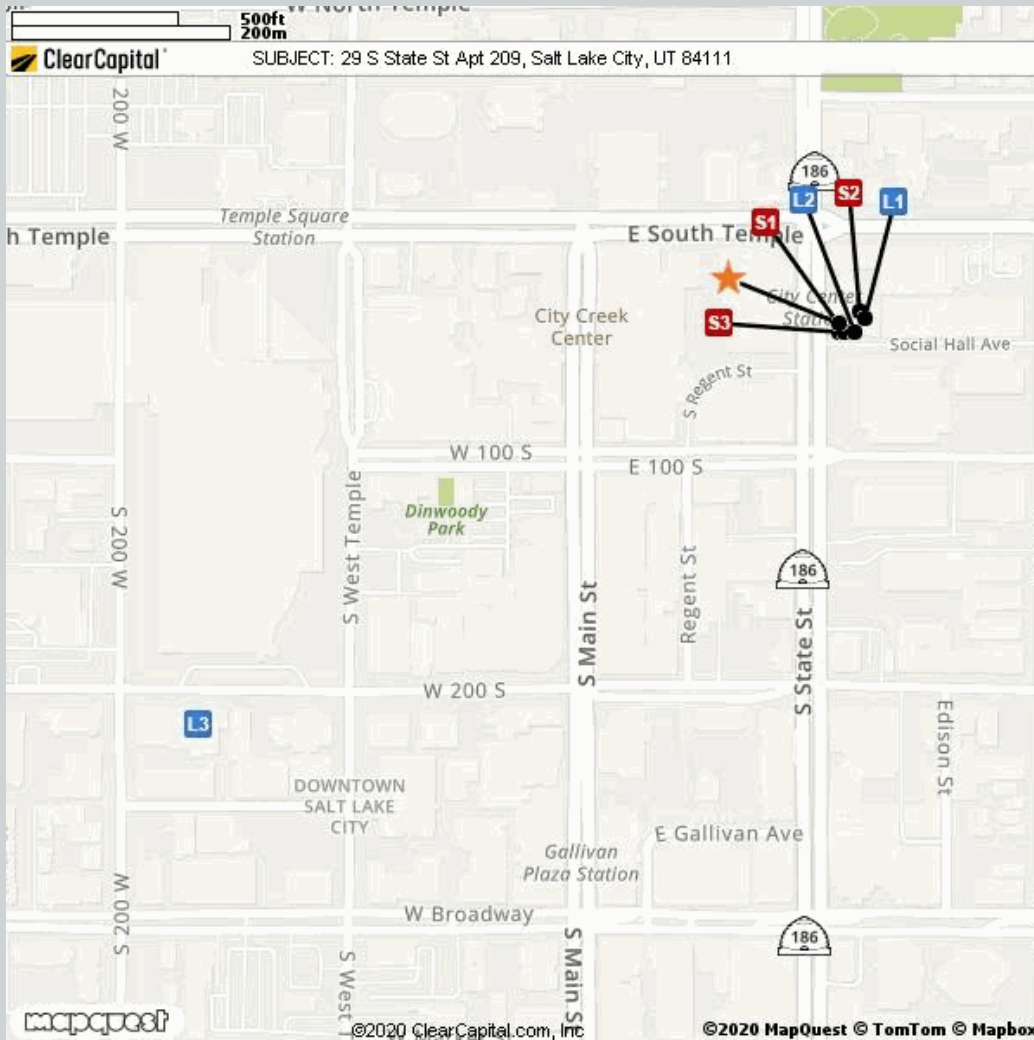 W North Temple
500ft
200m
ClearCapital
SUBJECT: 29 S State St Apt 209, Salt Lake City, UT 84111
200 W
186
L2
S2
L1
S1
Temple Square
Station
h Temple
E South Temple
City Center
City Creek
Center
S3
Social Hall Ave
S Regent St
W 100 S
E 100 S
Dinwoody
Park
S 200 W
S West Temple
186
Regent St
S Main St
S State St
W 200 S
L3
Edison St
DOWNTOWN
SALT LAKE
CITY
E Gallivan Ave
Gallivan
Plaza Station
S 200 W
W Broadway
186
S West
S Main St
mapquest
©2020 ClearCapital.com, Inc
©2020 MapQuest © TomTom © Mapbox